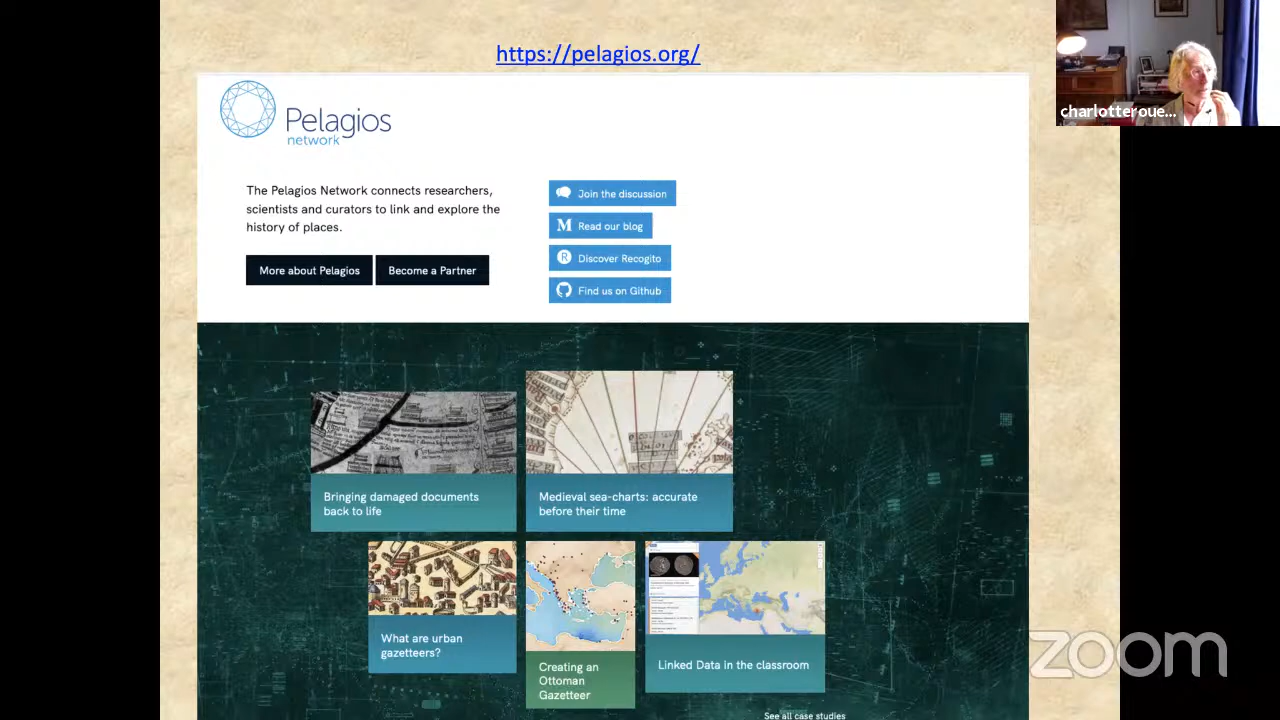 https://pelagios.org/
charlotteroue...
Pelagios
network
The Pelagios Network connects researchers,
scientists and curators to link and explore the
history of places.
More about Pelagios
Become a Partner
Join the discussion
M Read our blog
R Discover Recogito
Find us on Github
Bringing damaged documents
back to life
Medieval sea-charts: accurate
before their time
What are urban
gazetteers?
Creating an
Ottoman
Gazetteer
Linked Data in the classroom
See all case studies
zoom